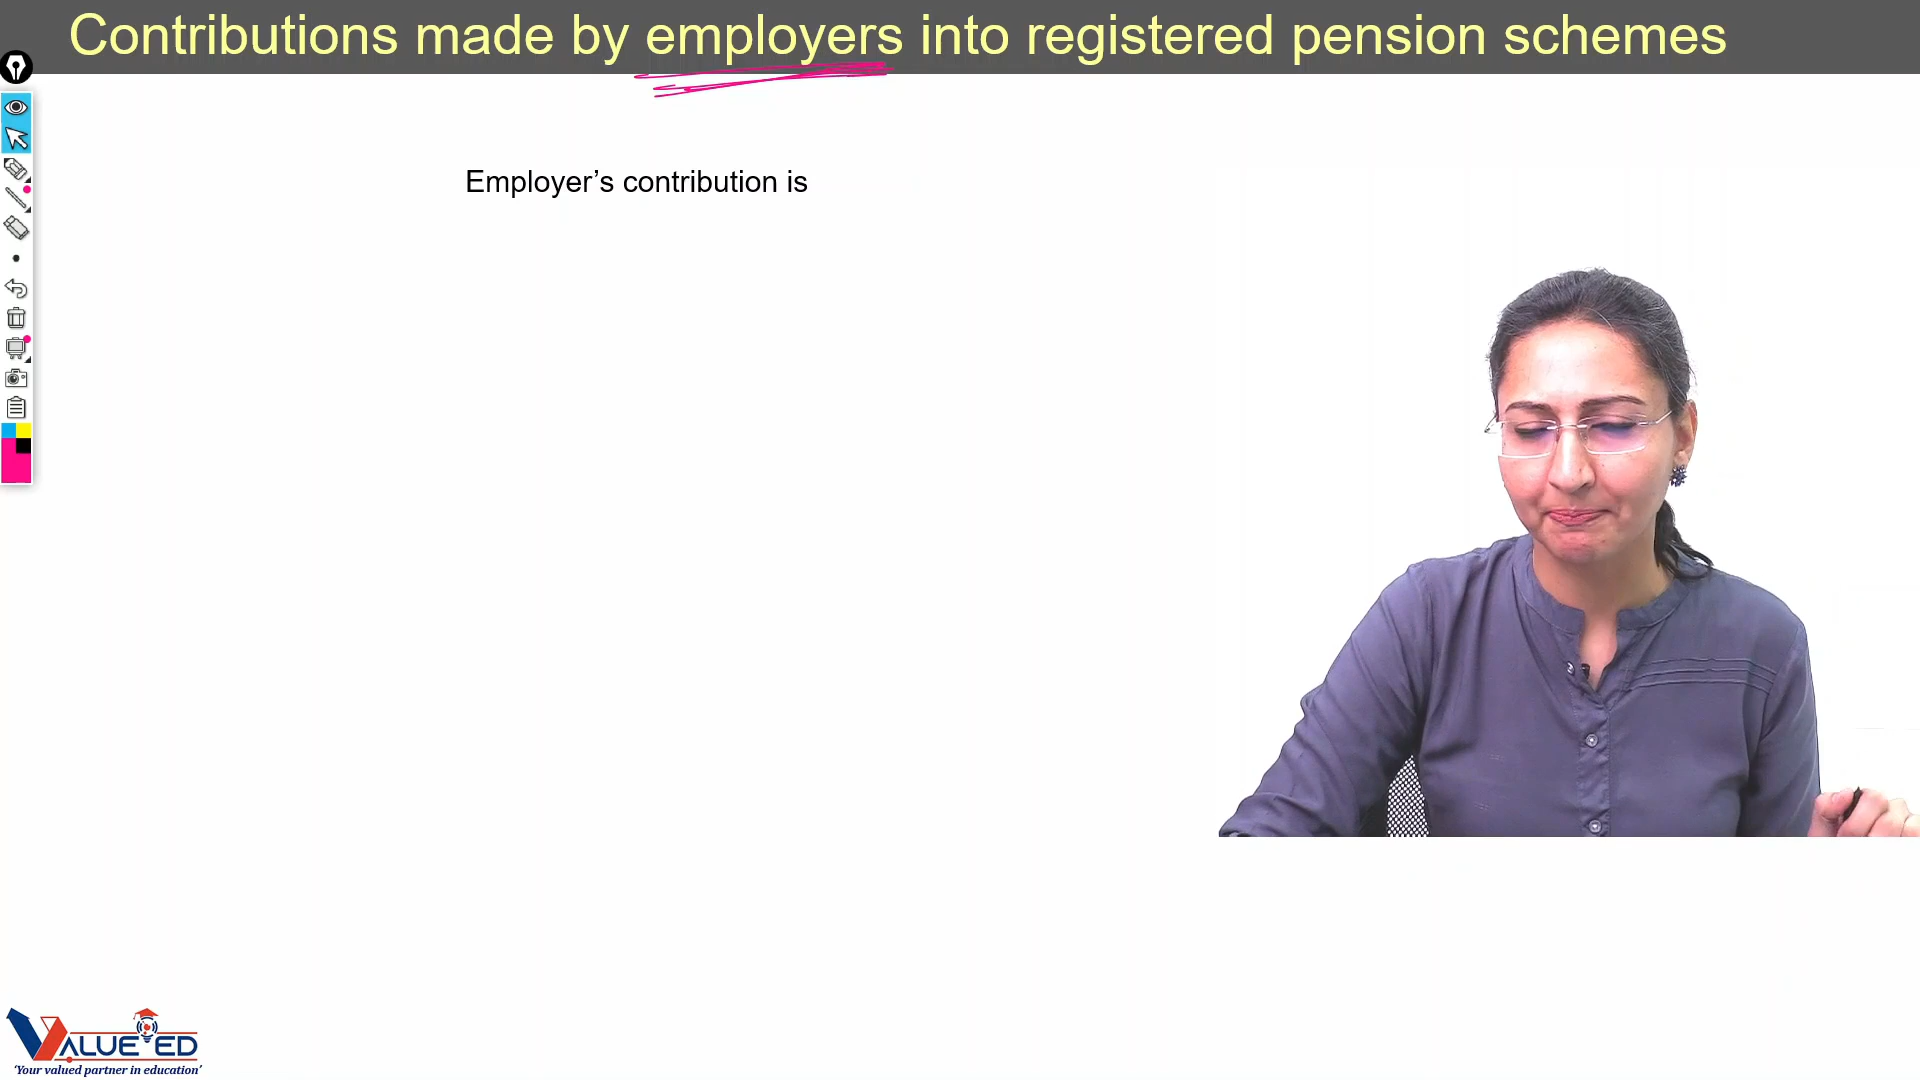 Contributions made by employers into registered pension schemes
Employer’s contribution is
VALUE ED
‘Your valued partner in education’